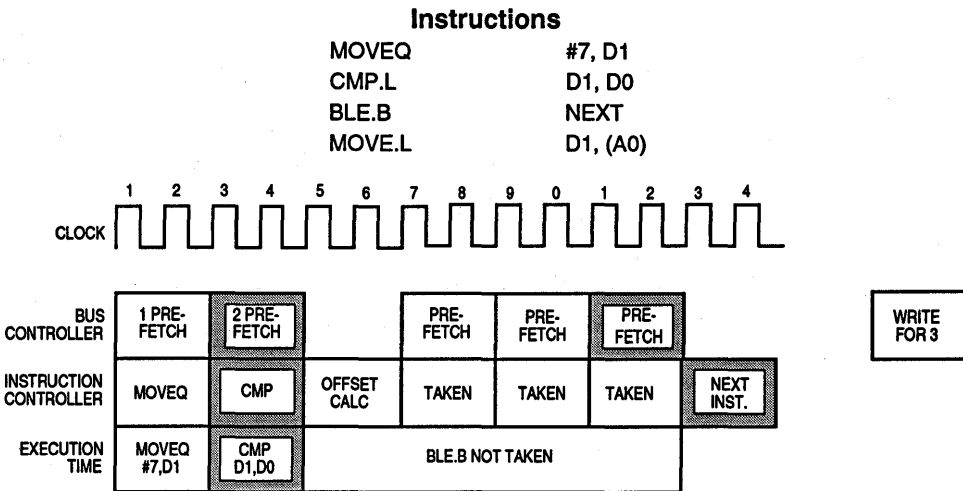 Instructions
MOVEQ #7, D1
CMP.L D1, D0
BLE.B NEXT
MOVE.L D1, (A0)
1 2 3 4 5 6 7 8 9 0 1 2 3 4
CLOCK
BUS CONTROLLER
1 PRE-
FETCH
2 PRE-
FETCH
PRE-
FETCH
PRE-
FETCH
PRE-
FETCH
WRITE
FOR 3
INSTRUCTION
CONTROLLER
MOVEQ
CMP
OFFSET
CALC
TAKEN
TAKEN
TAKEN
NEXT
INST.
EXECUTION
TIME
MOVEQ
#7,D1
CMP
D1,D0
BLE.B NOT TAKEN